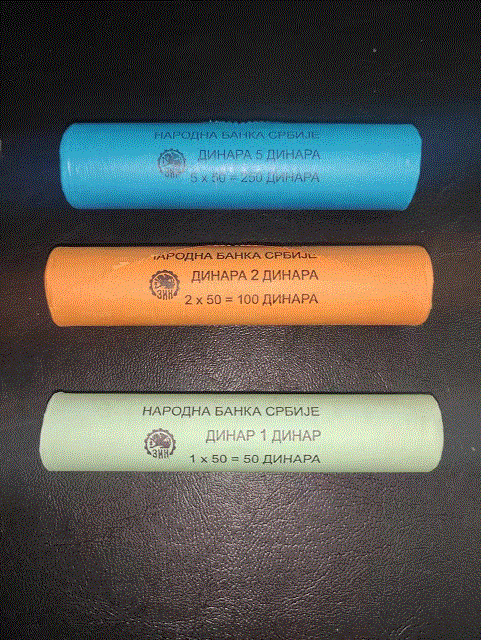 НАРОДНА БАНКА СРБИЈЕ
ДИНАРА 5 ДИНАРА
5 x 50 = 250 ДИНАРА
ЗИН
НАРОДНА БАНКА СРБИЈЕ
ДИНАРА 2 ДИНАРА
2 x 50 = 100 ДИНАРА
ЗИН
НАРОДНА БАНКА СРБИЈЕ
ДИНАР 1 ДИНАР
1 x 50 = 50 ДИНАРА
ЗИН